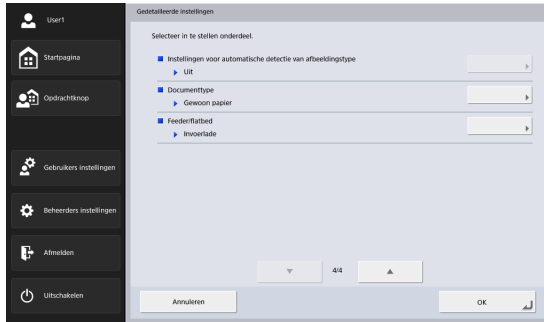 User1
Startpagina
Opdrachtknop
Gebruikers instellingen
Beheerders instellingen
Afmelden
Uitschakelen
Gedetailleerde instellingen
Selecteer in te stellen onderdeel.
Instellingen voor automatische detectie van afbeeldingstype
Uit
Documenttype
Gewoon papier
Feeder/flatbed
Invoerlade
4/4
Annuleren
OK